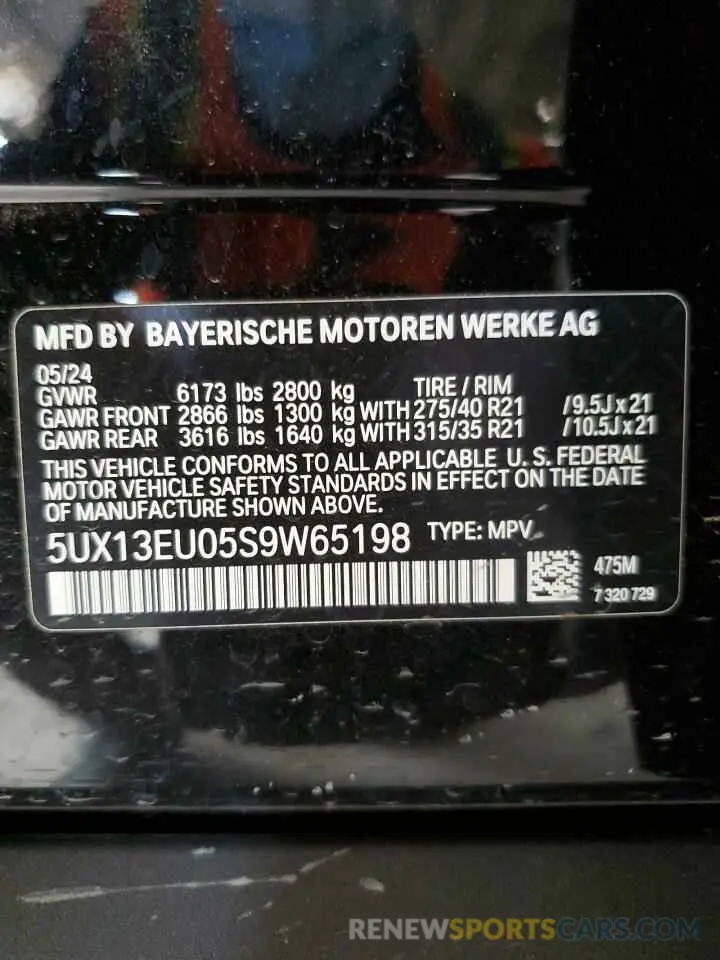 MFD BY BAYERISCHE MOTOREN WERKE AG
05/24
GVWR 6173 lbs 2800 kg TIRE / RIM
GAWR FRONT 2866 lbs 1300 kg WITH 275/40 R21 /9.5J x 21
GAWR REAR 3616 lbs 1640 kg WITH 315/35 R21 /10.5J x 21
THIS VEHICLE CONFORMS TO ALL APPLICABLE U.S. FEDERAL
MOTOR VEHICLE SAFETY STANDARDS IN EFFECT ON THE DATE
OF MANUFACTURE SHOWN ABOVE.
5UX13EU05S9W65198 TYPE: MPV
475M
7 320 729
RENEWSPORTSCARS.COM